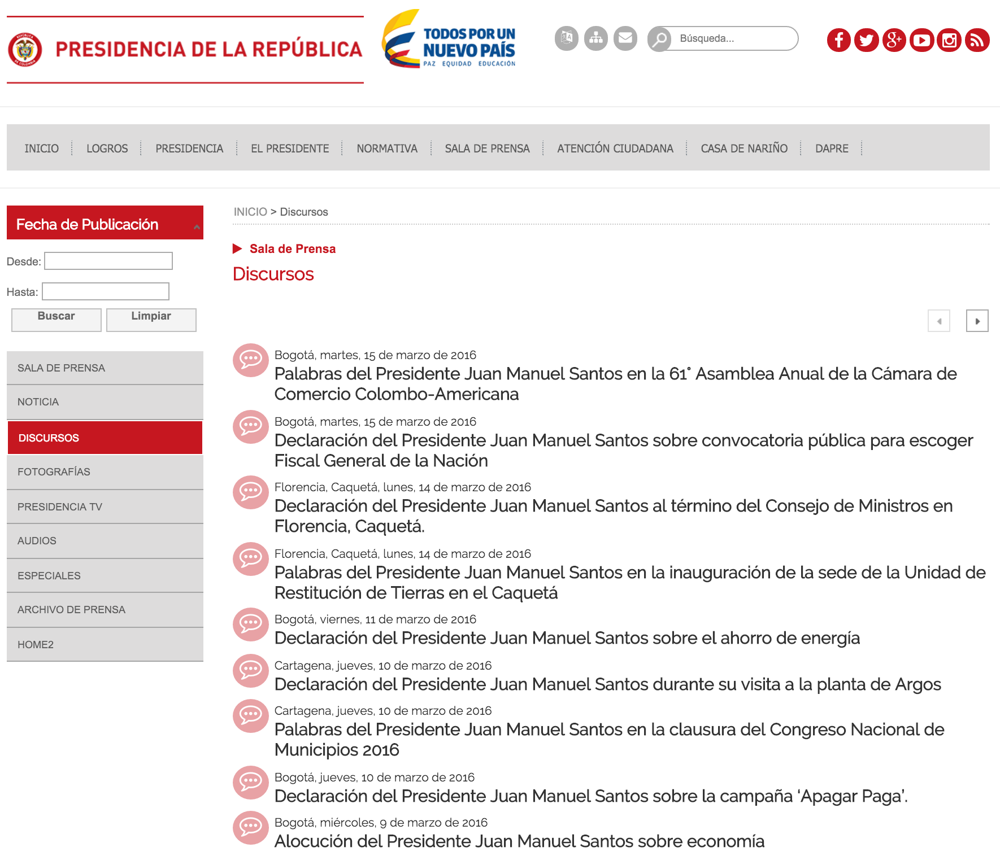 PRESIDENCIA DE LA REPÚBLICA
TODOS POR UN
NUEVO PAÍS
PAZ EQUIDAD EDUCACIÓN
Búsqueda...
INICIO
LOGROS
PRESIDENCIA
EL PRESIDENTE
NORMATIVA
SALA DE PRENSA
ATENCIÓN CIUDADANA
CASA DE NARIÑO
DAPRE
Fecha de Publicación
Desde:
Hasta:
Buscar
Limpiar
SALA DE PRENSA
NOTICIA
DISCURSOS
FOTOGRAFÍAS
PRESIDENCIA TV
AUDIOS
ESPECIALES
ARCHIVO DE PRENSA
HOME2
INICIO > Discursos
Sala de Prensa
Discursos
Bogotá, martes, 15 de marzo de 2016
Palabras del Presidente Juan Manuel Santos en la 61° Asamblea Anual de la Cámara de
Comercio Colombo-Americana
Bogotá, martes, 15 de marzo de 2016
Declaración del Presidente Juan Manuel Santos sobre convocatoria pública para escoger
Fiscal General de la Nación
Florencia, Caquetá, lunes, 14 de marzo de 2016
Declaración del Presidente Juan Manuel Santos al término del Consejo de Ministros en
Florencia, Caquetá.
Florencia, Caquetá, lunes, 14 de marzo de 2016
Palabras del Presidente Juan Manuel Santos en la inauguración de la sede de la Unidad de
Restitución de Tierras en el Caquetá
Bogotá, viernes, 11 de marzo de 2016
Declaración del Presidente Juan Manuel Santos sobre el ahorro de energía
Cartagena, jueves, 10 de marzo de 2016
Declaración del Presidente Juan Manuel Santos durante su visita a la planta de Argos
Cartagena, jueves, 10 de marzo de 2016
Palabras del Presidente Juan Manuel Santos en la clausura del Congreso Nacional de
Municipios 2016
Bogotá, jueves, 10 de marzo de 2016
Declaración del Presidente Juan Manuel Santos sobre la campaña ‘Apagar Paga’.
Bogotá, miércoles, 9 de marzo de 2016
Alocución del Presidente Juan Manuel Santos sobre economía